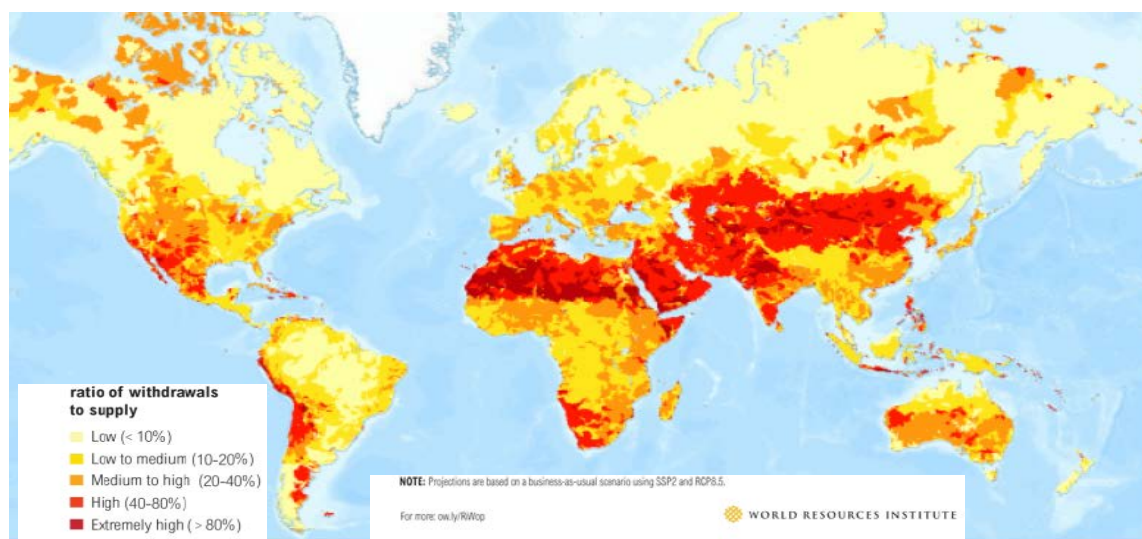 ratio of withdrawals
to supply
Low (< 10%)
Low to medium (10-20%)
Medium to high (20-40%)
High (40-80%)
Extremely high (> 80%)
NOTE: Projections are based on a business-as-usual scenario using SSP2 and RCP8.5.
For more: ow.ly/RiWop
WORLD RESOURCES INSTITUTE